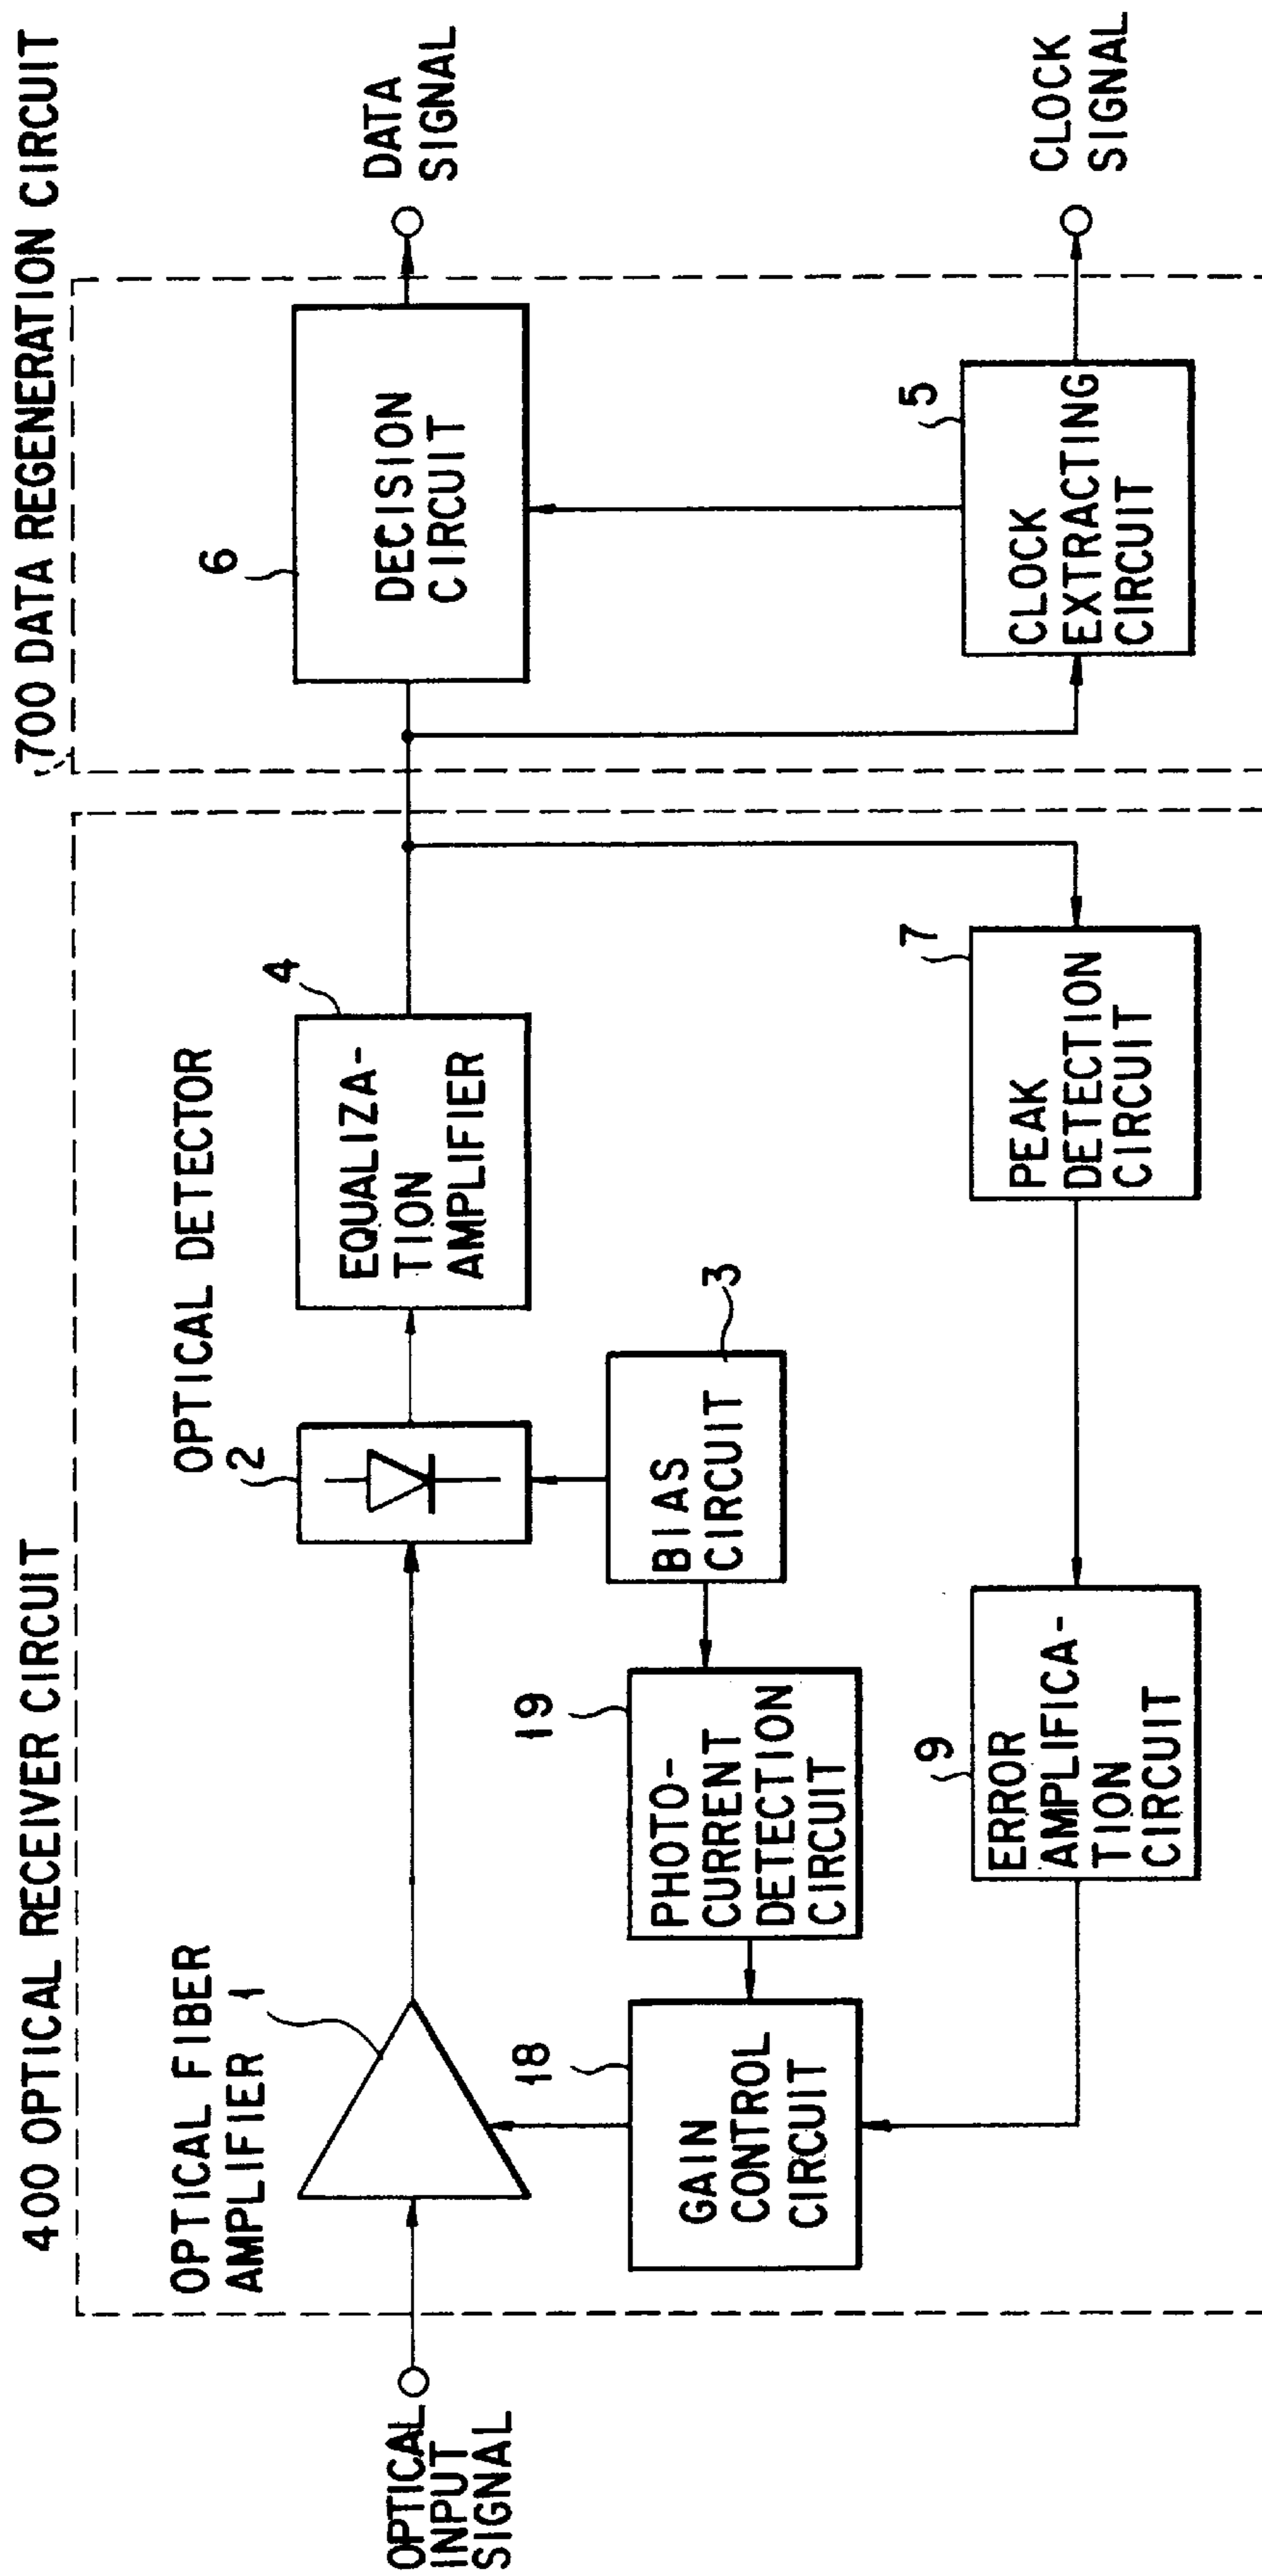 400 OPTICAL RECEIVER CIRCUIT
700 DATA REGENERATION CIRCUIT
OPTICAL
INPUT
SIGNAL
OPTICAL FIBER
AMPLIFIER 1
OPTICAL DETECTOR
2
4
EQUALIZA-
TION
AMPLIFIER
6
DECISION
CIRCUIT
DATA
SIGNAL
18
GAIN
CONTROL
CIRCUIT
19
PHOTO-
CURRENT
DETECTION
CIRCUIT
BIAS
CIRCUIT
3
9
ERROR
AMPLIFICA-
TION
CIRCUIT
7
PEAK
DETECTION
CIRCUIT
5
CLOCK
EXTRACTING
CIRCUIT
CLOCK
SIGNAL